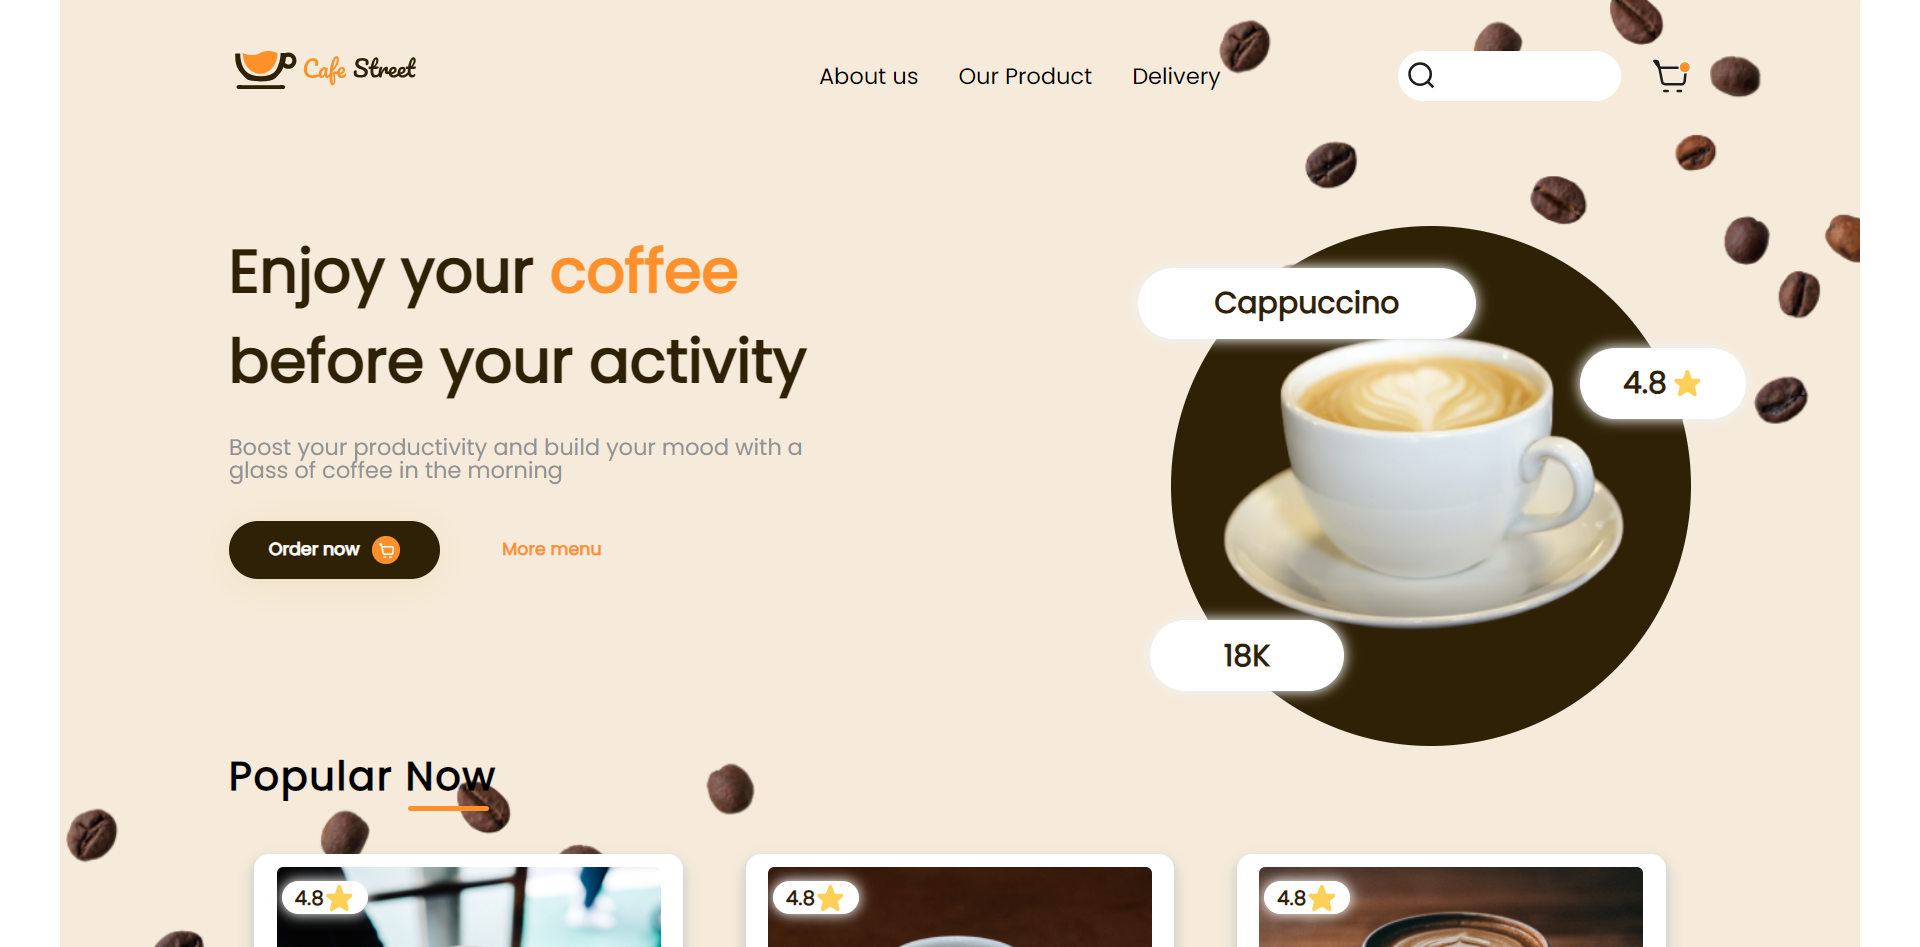 Cafe Street
About us
Our Product
Delivery
Enjoy your coffee
before your activity
Boost your productivity and build your mood with a
glass of coffee in the morning
Order now
More menu
Cappuccino
4.8
18K
Popular Now
4.8
4.8
4.8